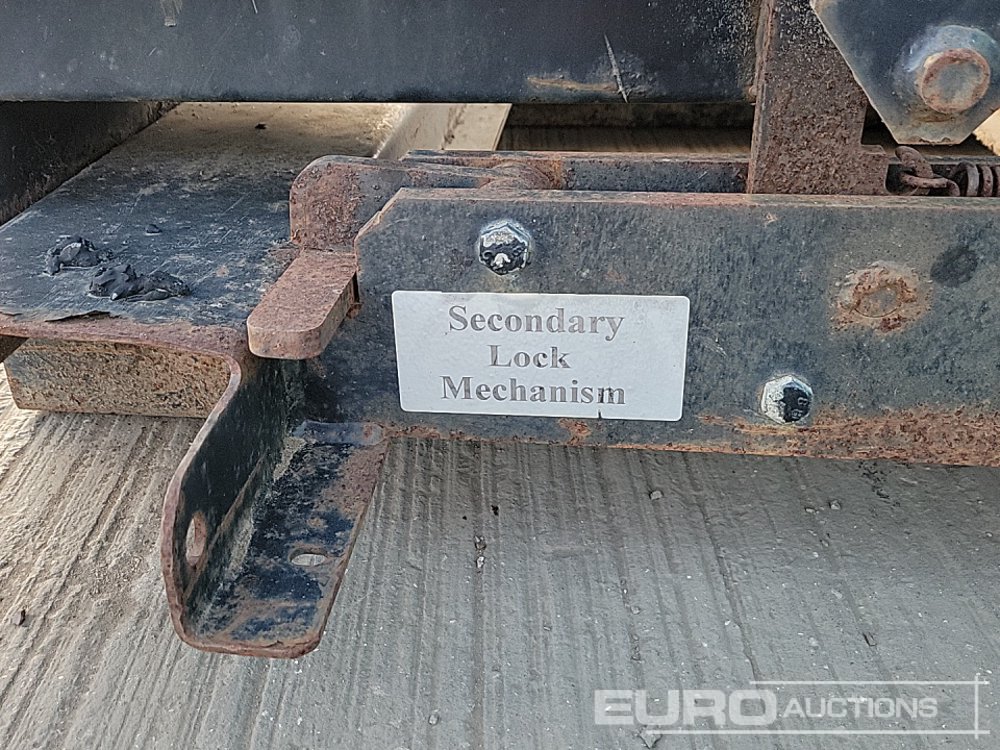 Secondary
Lock
Mechanism
EURO AUCTIONS